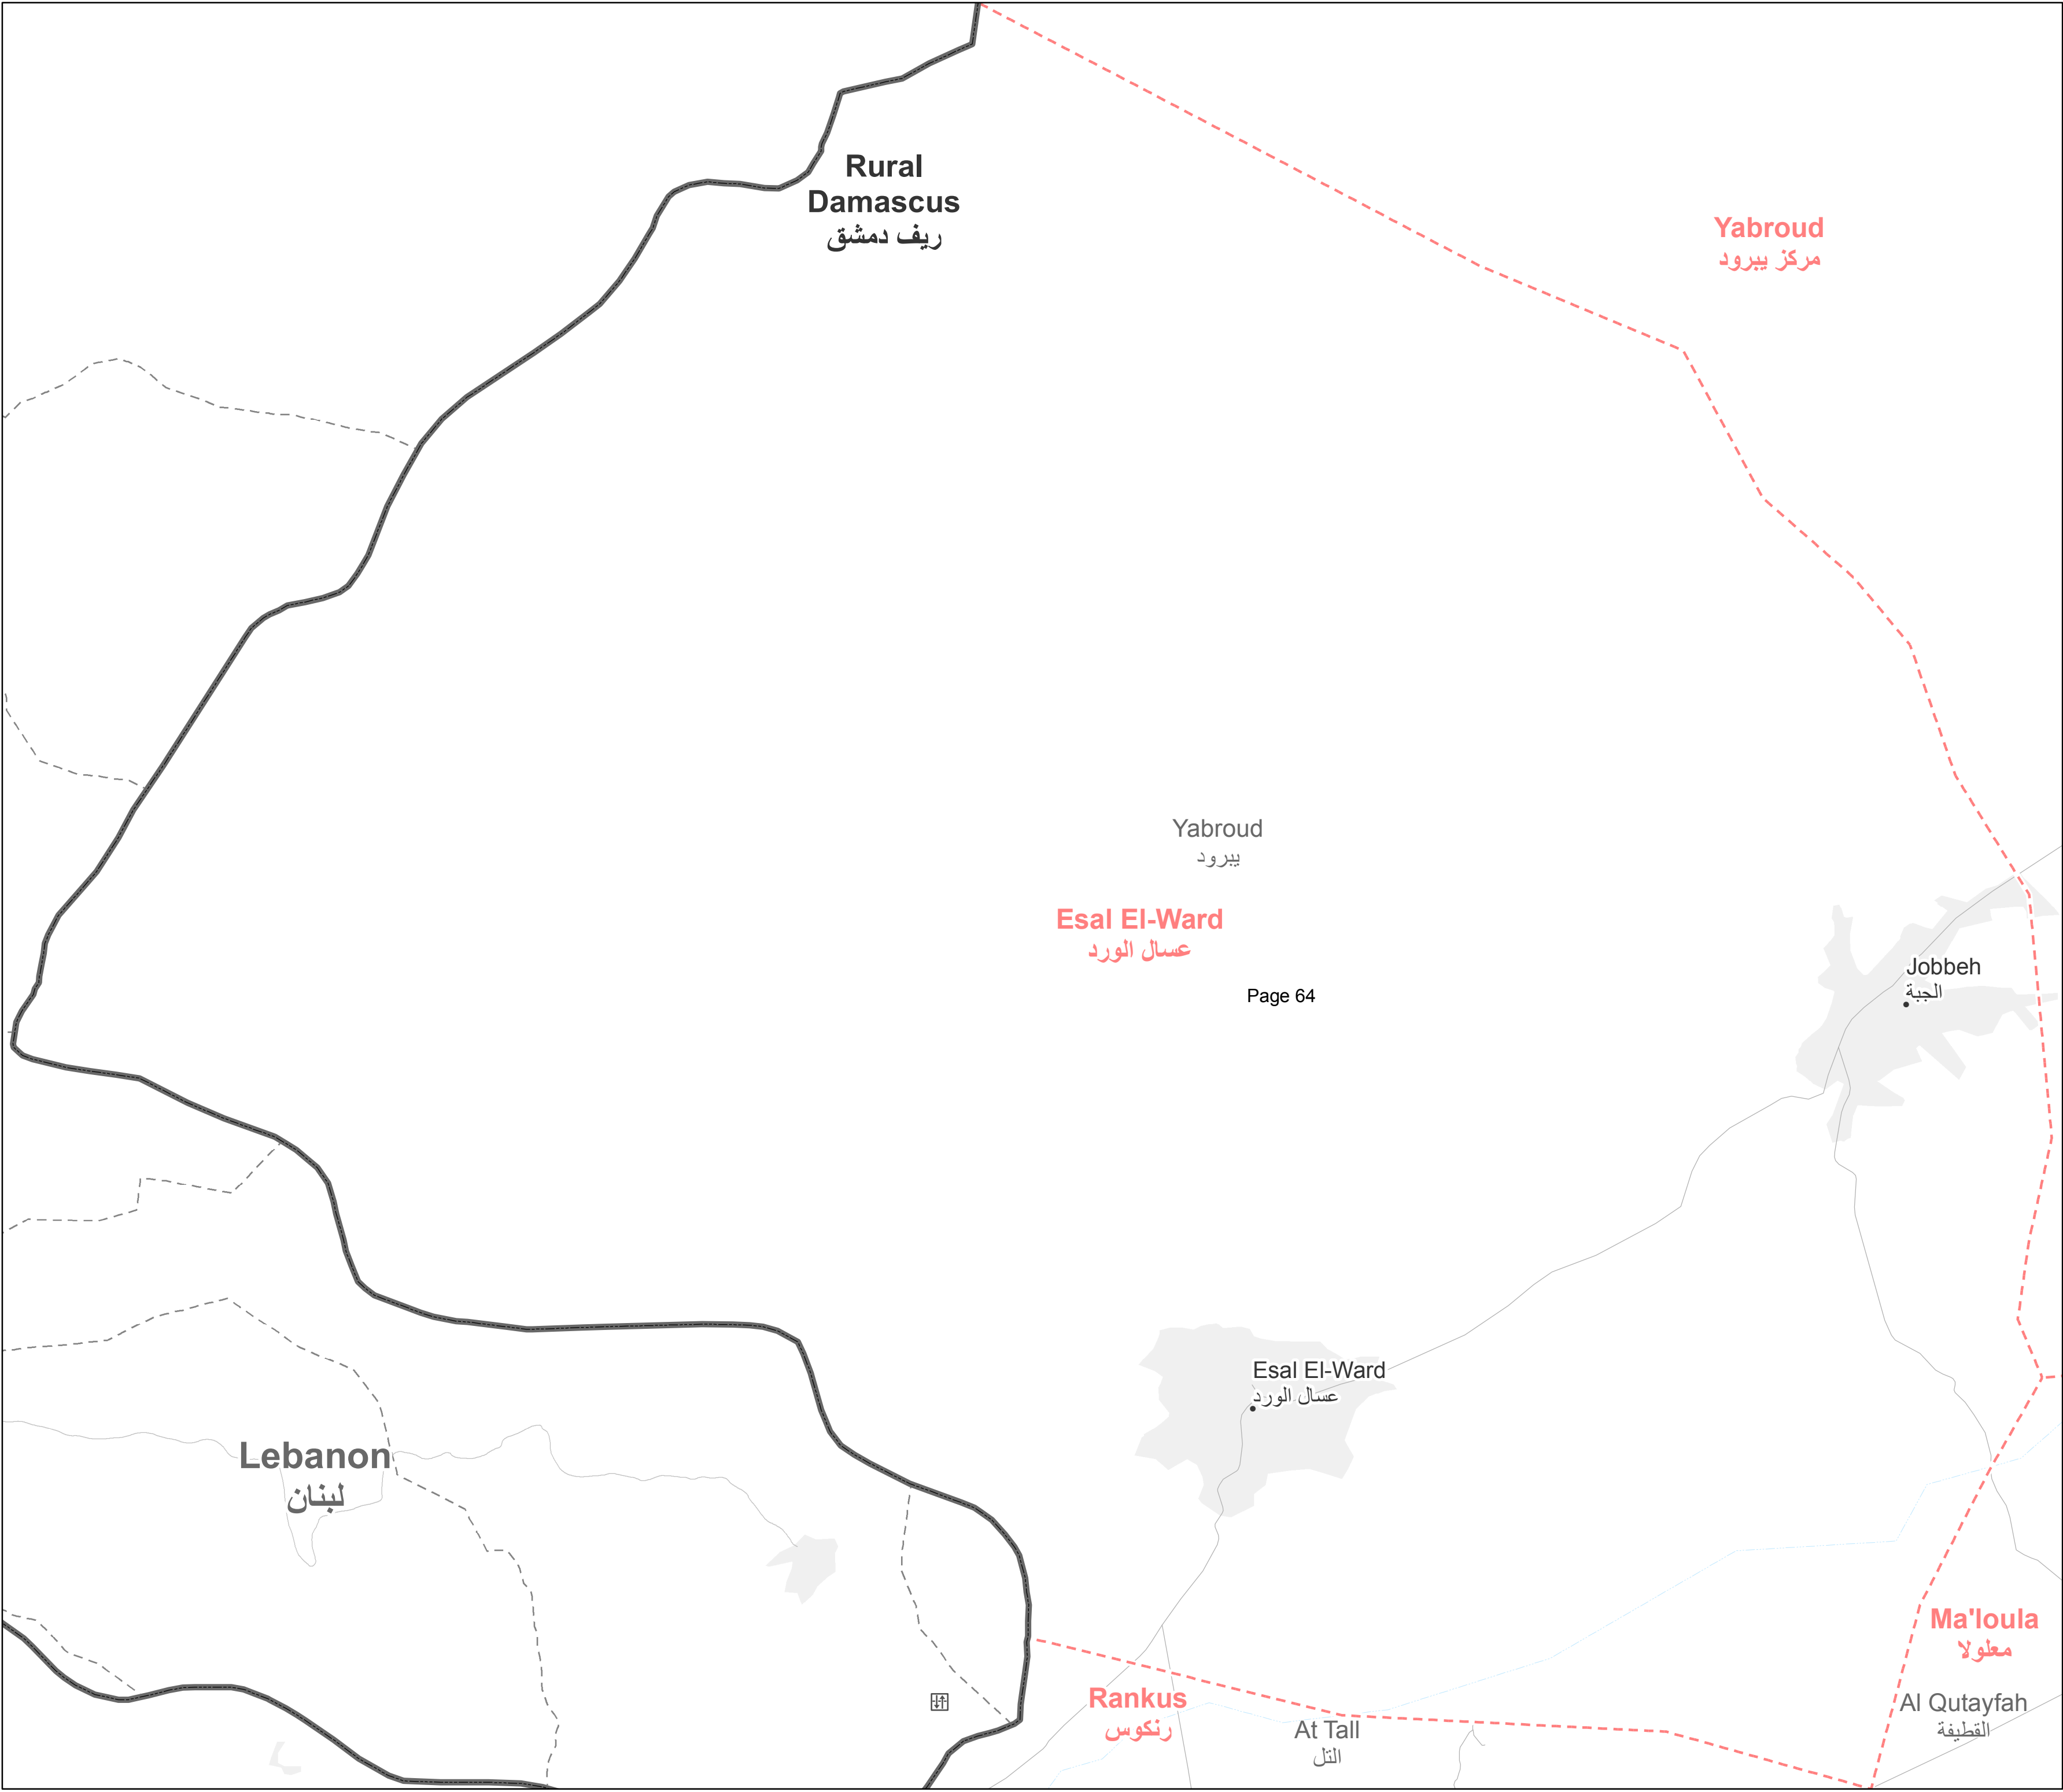 Rural
Damascus
ريف دمشق
Yabroud
مركز يبرود
Yabroud
يبرود
Esal El-Ward
عسال الورد
Jobbeh
الجبة
Page 64
Esal El-Ward
عسال الورد
Lebanon
لبنان
Ma'loula
معلولا
Rankus
رنكوس
Al Qutayfah
القطيفة
At Tall
التل